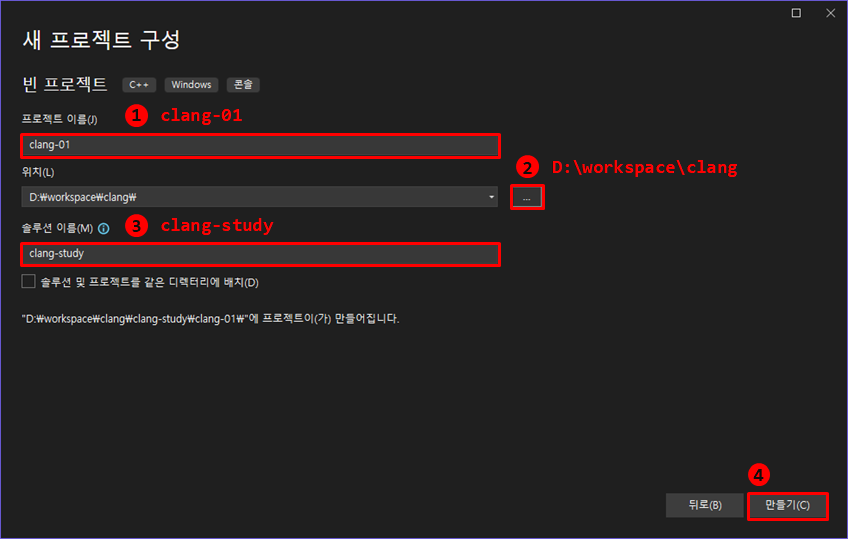 새 프로젝트 구성
빈 프로젝트 C++ Windows 콘솔
프로젝트 이름(J) 1 clang-01
clang-01
위치(L)
2 D:\workspace\clang
D:₩workspace₩clang₩ ...
솔루션 이름(M) 3 clang-study
clang-study
솔루션 및 프로젝트를 같은 디렉터리에 배치(D)
"D:₩workspace₩clang₩clang-study₩clang-01₩"에 프로젝트이(가) 만들어집니다.
4
뒤로(B) 만들기(C)